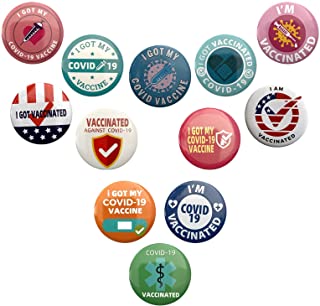 I GOT MY
COVID-19 VACCINE
I GOT MY
COVID 19
VACCINE
I GOT MY
COVID VACCINE
I GOT VACCINATED
COVID-19
I'M
VACCINATED
I GOT VACCINATED
VACCINATED
AGAINST COVID-19
I GOT MY
COVID-19
VACCINE
I AM
VACCINATED
I GOT MY
COVID-19
VACCINE
I'M
COVID
19
VACCINATED
COVID-19
VACCINATED